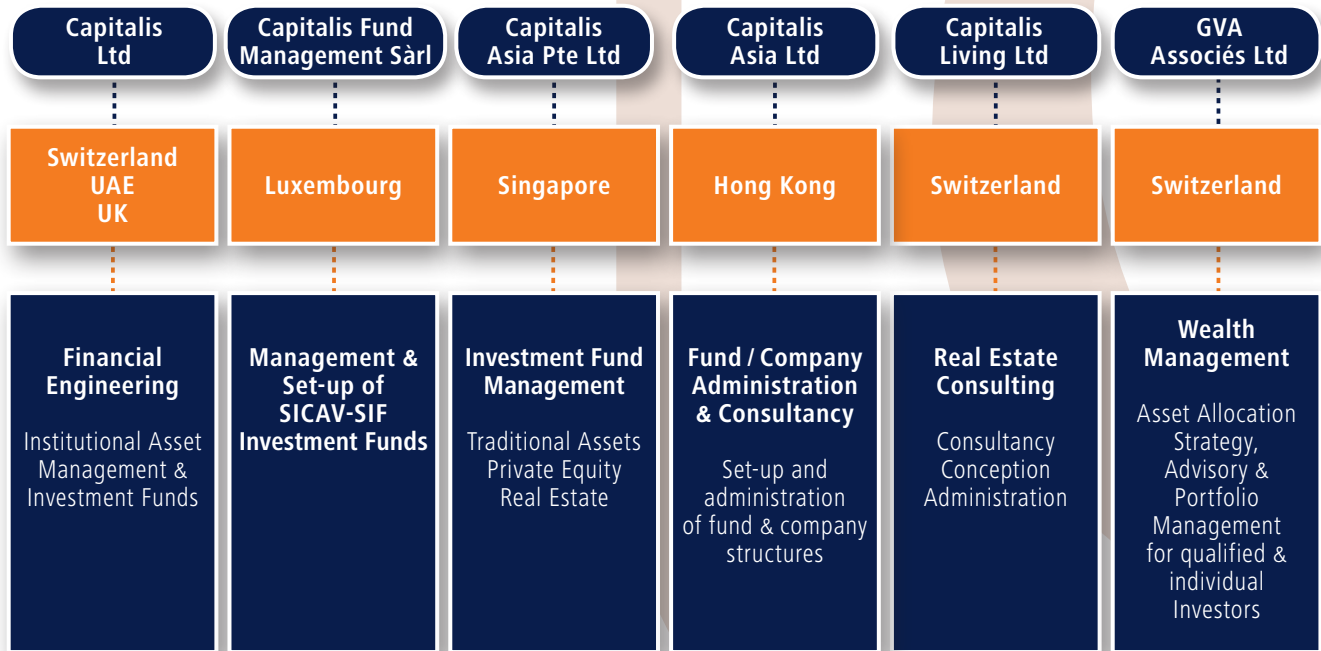 Capitalis
Ltd
Capitalis Fund
Management Sàrl
Capitalis
Asia Pte Ltd
Capitalis
Asia Ltd
Capitalis
Living Ltd
GVA
Associés Ltd
Switzerland
UAE
UK
Luxembourg
Singapore
Hong Kong
Switzerland
Switzerland
Financial
Engineering
Institutional Asset
Management &
Investment Funds
Management &
Set-up of
SICAV-SIF
Investment Funds
Investment Fund
Management
Traditional Assets
Private Equity
Real Estate
Fund / Company
Administration
& Consultancy
Set-up and
administration
of fund & company
structures
Real Estate
Consulting
Consultancy
Conception
Administration
Wealth
Management
Asset Allocation
Strategy,
Advisory &
Portfolio
Management
for qualified &
individual
Investors